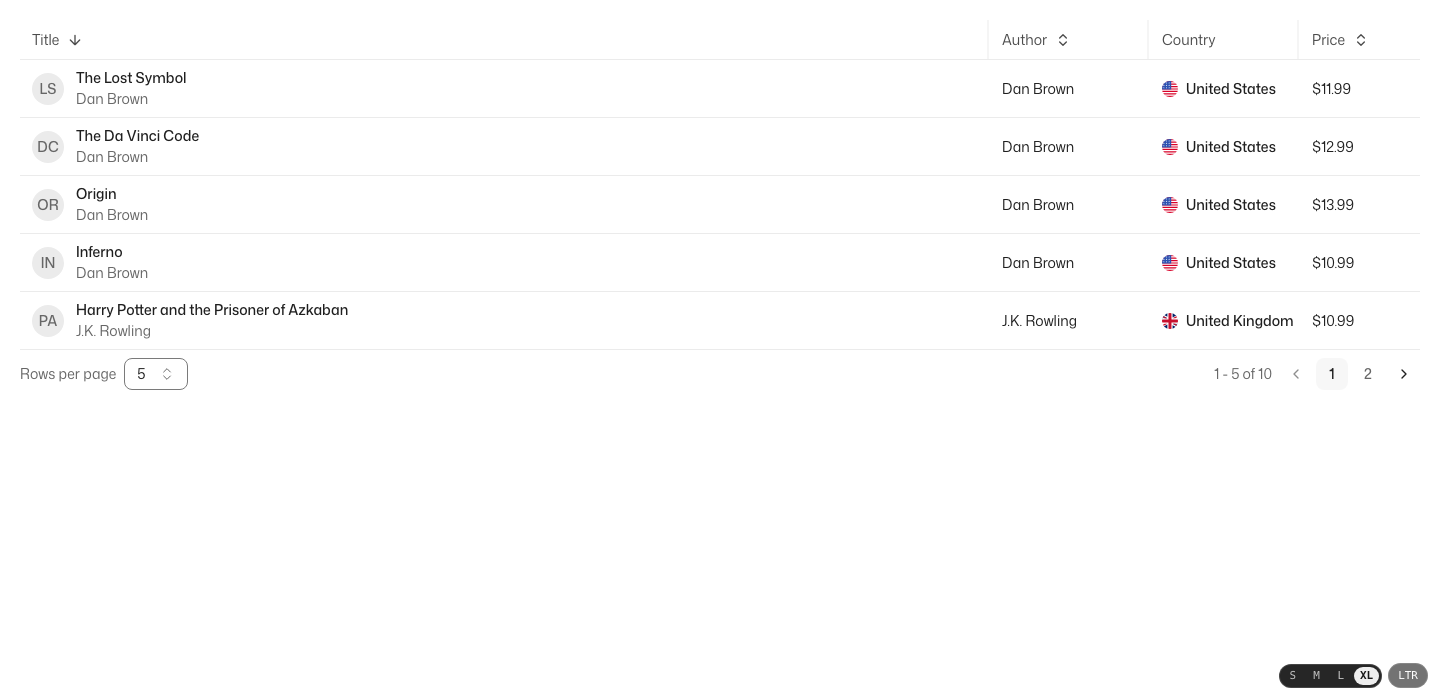 Title Author Country Price
LS The Lost Symbol
Dan Brown
Dan Brown United States $11.99
DC The Da Vinci Code
Dan Brown
Dan Brown United States $12.99
OR Origin
Dan Brown
Dan Brown United States $13.99
IN Inferno
Dan Brown
Dan Brown United States $10.99
PA Harry Potter and the Prisoner of Azkaban
J.K. Rowling
J.K. Rowling United Kingdom $10.99
Rows per page 5 1 - 5 of 10 1 2
S M L XL LTR